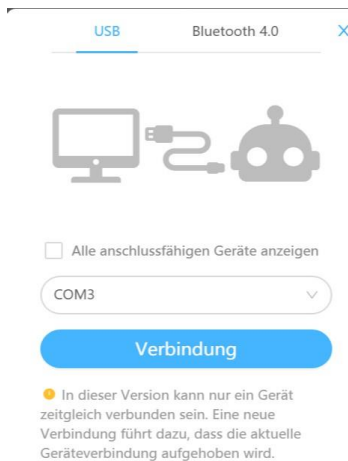 USB Bluetooth 4.0
Alle anschlussfähigen Geräte anzeigen
COM3
Verbindung
In dieser Version kann nur ein Gerät
zeitgleich verbunden sein. Eine neue
Verbindung führt dazu, dass die aktuelle
Geräteverbindung aufgehoben wird.